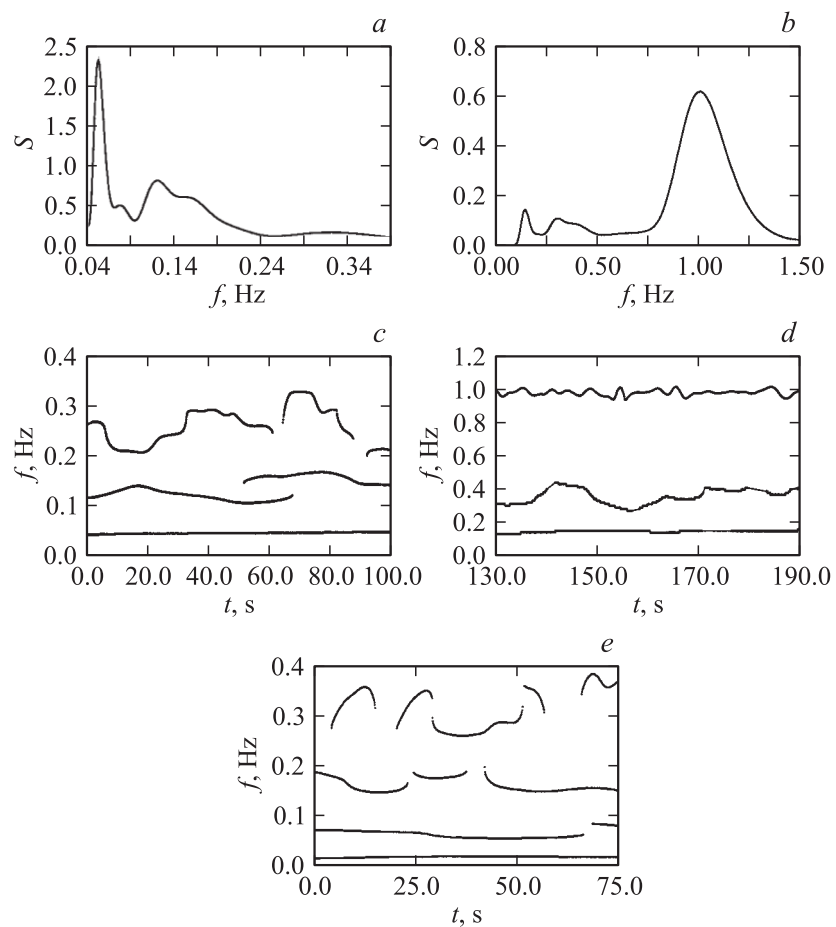 a
2.5
2.0
1.5
1.0
0.5
0.0
S
0.04 0.14 0.24 0.34
f, Hz
b
0.8
0.6
0.4
0.2
0.0
S
0.00 0.50 1.00 1.50
f, Hz
c
0.4
0.3
0.2
0.1
0.0
f, Hz
0.0 20.0 40.0 60.0 80.0 100.0
t, s
d
1.2
1.0
0.8
0.6
0.4
0.2
0.0
f, Hz
130.0 150.0 170.0 190.0
t, s
e
0.4
0.3
0.2
0.1
0.0
f, Hz
0.0 25.0 50.0 75.0
t, s